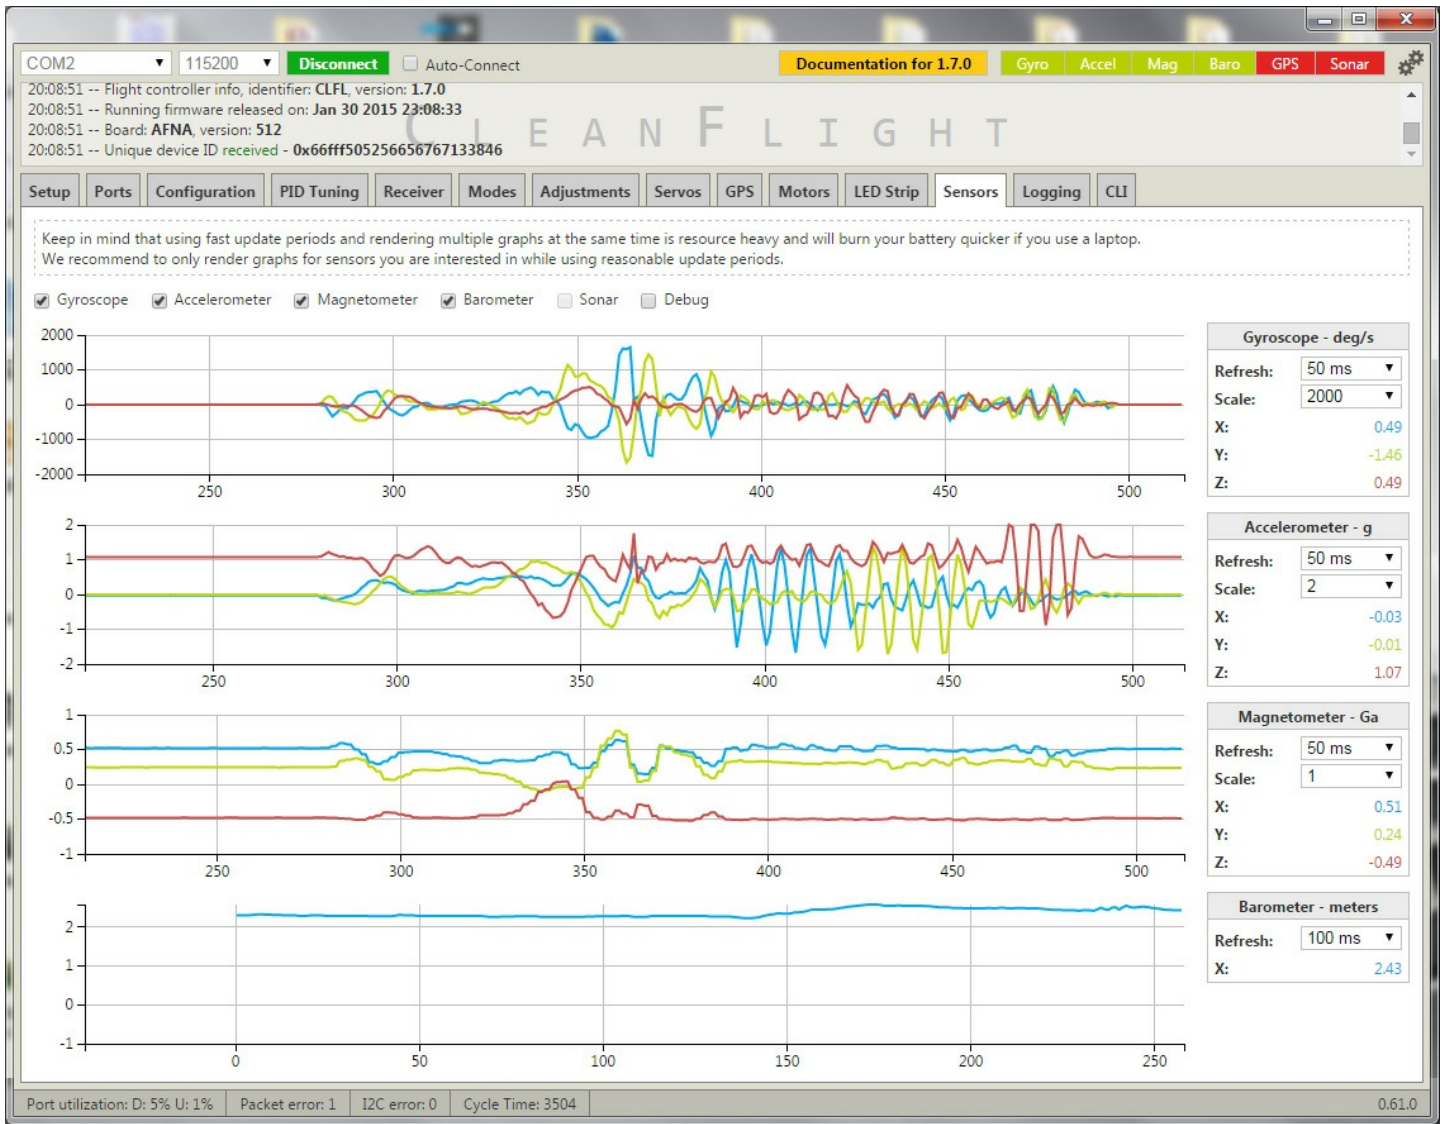 COM2 115200 Disconnect Auto-Connect Documentation for 1.7.0 Gyro Accel Mag Baro GPS Sonar
20:08:51 -- Flight controller info, identifier: CLFL, version: 1.7.0
20:08:51 -- Running firmware released on: Jan 30 2015 23:08:33
20:08:51 -- Board: AFNA, version: 512
20:08:51 -- Unique device ID received - 0x66fff505256656767133846
CLEANFLIGHT
Setup Ports Configuration PID Tuning Receiver Modes Adjustments Servos GPS Motors LED Strip Sensors Logging CLI
Keep in mind that using fast update periods and rendering multiple graphs at the same time is resource heavy and will burn your battery quicker if you use a laptop.
We recommend to only render graphs for sensors you are interested in while using reasonable update periods.
Gyroscope Accelerometer Magnetometer Barometer Sonar Debug
2000
1000
0
-1000
-2000
250 300 350 400 450 500
Gyroscope - deg/s
Refresh: 50 ms
Scale: 2000
X: 0.49
Y: -1.46
Z: 0.49
2
1
0
-1
-2
250 300 350 400 450 500
Accelerometer - g
Refresh: 50 ms
Scale: 2
X: -0.03
Y: -0.01
Z: 1.07
1
0.5
0
-0.5
-1
250 300 350 400 450 500
Magnetometer - Ga
Refresh: 50 ms
Scale: 1
X: 0.51
Y: 0.24
Z: -0.49
2
1
0
-1
0 50 100 150 200 250
Barometer - meters
Refresh: 100 ms
X: 2.43
Port utilization: D: 5% U: 1% Packet error: 1 I2C error: 0 Cycle Time: 3504 0.61.0